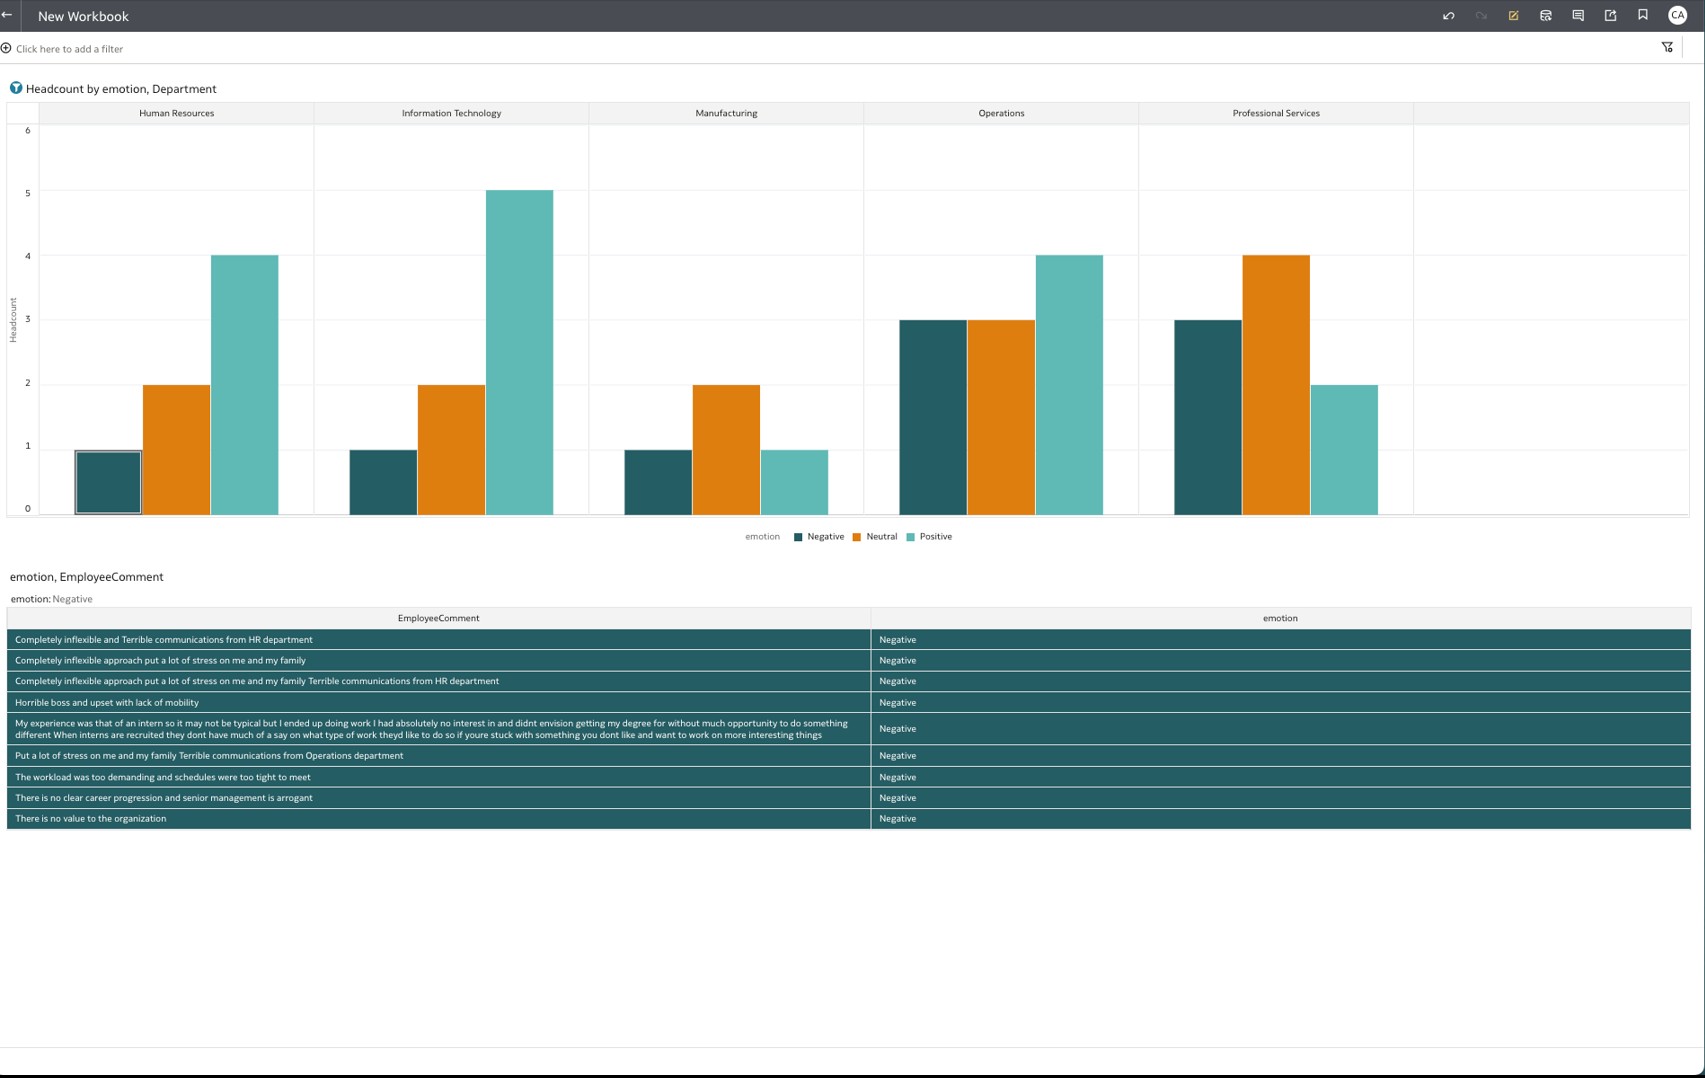 New Workbook
CA
Click here to add a filter
Headcount by emotion, Department
Human Resources
Information Technology
Manufacturing
Operations
Professional Services
6
5
4
3
2
1
0
Headcount
emotion
Negative
Neutral
Positive
emotion, EmployeeComment
emotion: Negative
EmployeeComment
emotion
Completely inflexible and Terrible communications from HR department
Negative
Completely inflexible approach put a lot of stress on me and my family
Negative
Completely inflexible approach put a lot of stress on me and my family Terrible communications from HR department
Negative
Horrible boss and upset with lack of mobility
Negative
My experience was that of an intern so it may not be typical but I ended up doing work I had absolutely no interest in and didnt envision getting my degree for without much opportunity to do something
different When interns are recruited they dont have much of a say on what type of work theyd like to do so if youre stuck with something you dont like and want to work on more interesting things
Negative
Put a lot of stress on me and my family Terrible communications from Operations department
Negative
The workload was too demanding and schedules were too tight to meet
Negative
There is no clear career progression and senior management is arrogant
Negative
There is no value to the organization
Negative